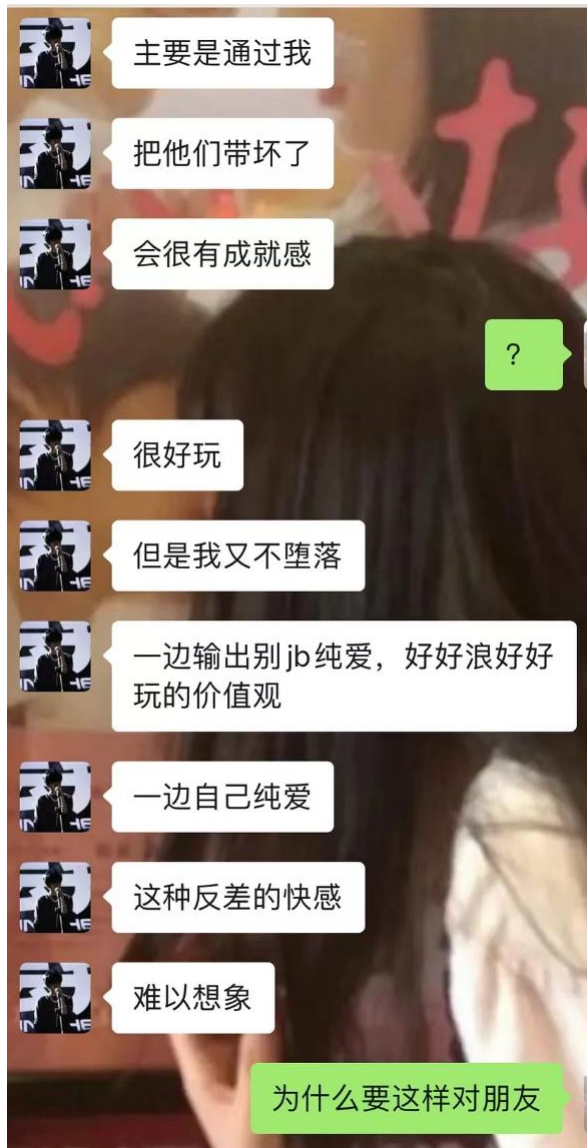 主要是通过我
把他们带坏了
会很有成就感
？
很好玩
但是我又不堕落
一边输出别jb纯爱，好好浪好好
玩的价值观
一边自己纯爱
这种反差的快感
难以想象
为什么要这样对朋友